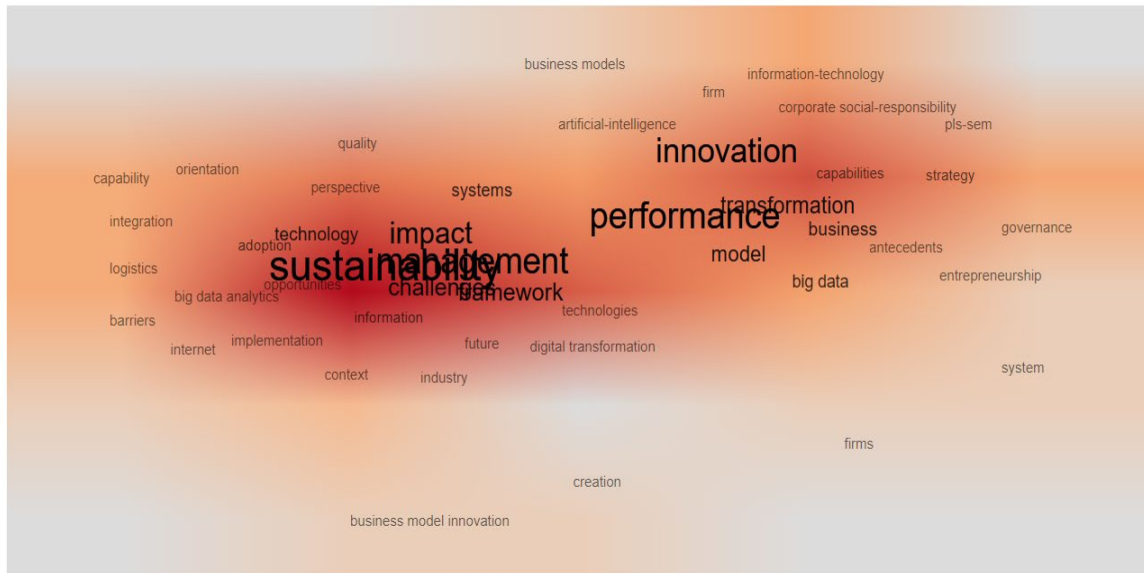 business models
information-technology
firm
corporate social-responsibility
artificial-intelligence
pls-sem
quality
innovation
orientation
capability
capabilities
strategy
perspective
systems
transformation
performance
integration
technology
impact
business
governance
adoption
model
antecedents
sustainability
management
logistics
entrepreneurship
big data
opportunities
challenges
framework
big data analytics
technologies
barriers
information
implementation
future
digital transformation
internet
system
context
industry
firms
creation
business model innovation